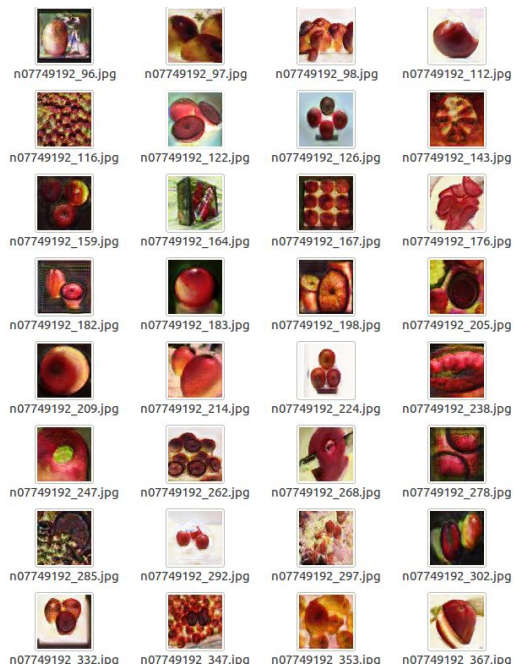 n07749192_96.jpg n07749192_97.jpg n07749192_98.jpg n07749192_112.jpg
n07749192_116.jpg n07749192_122.jpg n07749192_126.jpg n07749192_143.jpg
n07749192_159.jpg n07749192_164.jpg n07749192_167.jpg n07749192_176.jpg
n07749192_182.jpg n07749192_183.jpg n07749192_198.jpg n07749192_205.jpg
n07749192_209.jpg n07749192_214.jpg n07749192_224.jpg n07749192_238.jpg
n07749192_247.jpg n07749192_262.jpg n07749192_268.jpg n07749192_278.jpg
n07749192_285.jpg n07749192_292.jpg n07749192_297.jpg n07749192_302.jpg
n07749192_332.jpg n07749192_347.jpg n07749192_353.jpg n07749192_367.jpg